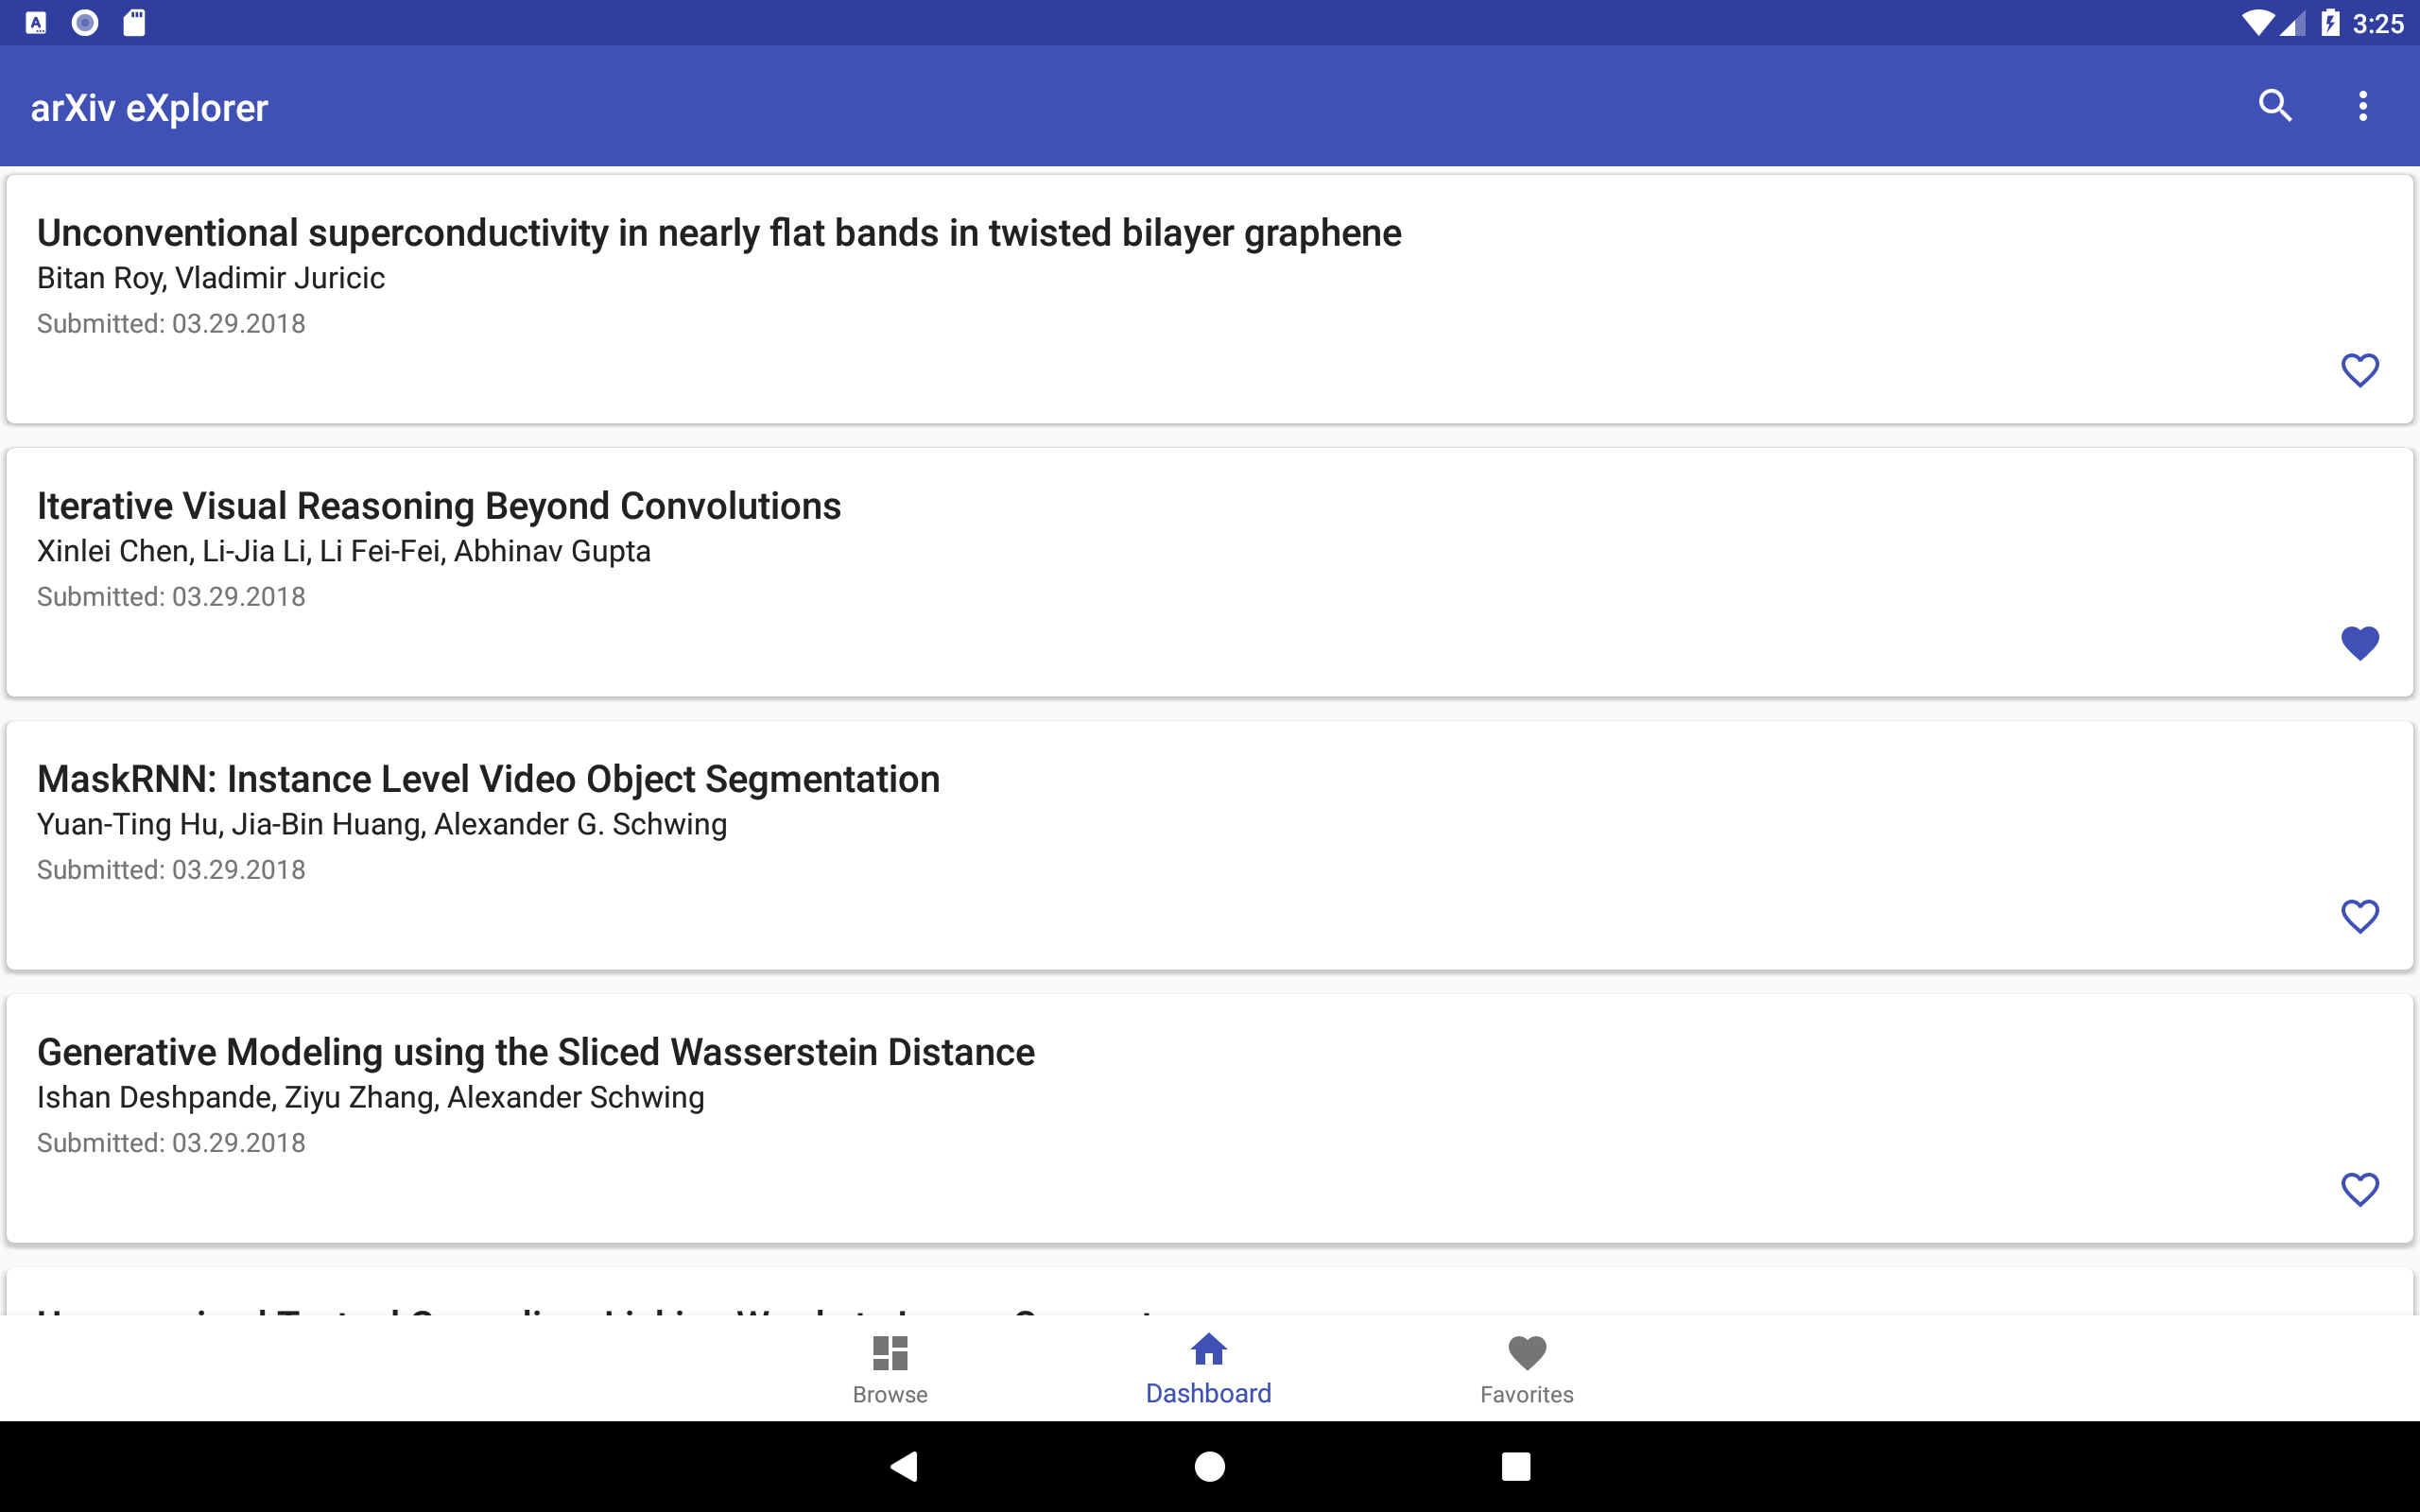 3:25
arXiv eXplorer
Unconventional superconductivity in nearly flat bands in twisted bilayer graphene
Bitan Roy, Vladimir Juricic
Submitted: 03.29.2018
Iterative Visual Reasoning Beyond Convolutions
Xinlei Chen, Li-Jia Li, Li Fei-Fei, Abhinav Gupta
Submitted: 03.29.2018
MaskRNN: Instance Level Video Object Segmentation
Yuan-Ting Hu, Jia-Bin Huang, Alexander G. Schwing
Submitted: 03.29.2018
Generative Modeling using the Sliced Wasserstein Distance
Ishan Deshpande, Ziyu Zhang, Alexander Schwing
Submitted: 03.29.2018
Browse
Dashboard
Favorites